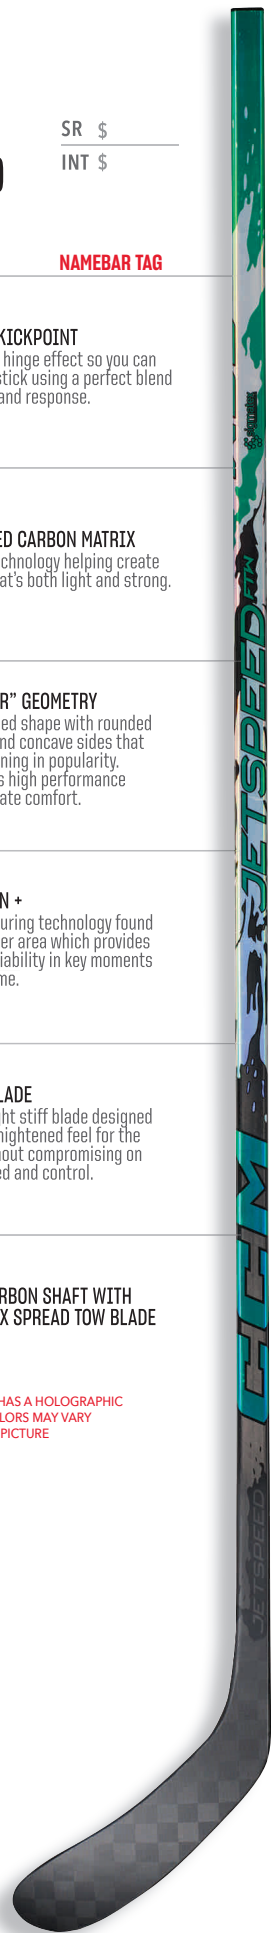 SR $
INT $
NAMEBAR TAG
KICKPOINT
hinge effect so you can
stick using a perfect blend
and response.
ED CARBON MATRIX
chnology helping create
at's both light and strong.
R” GEOMETRY
ed shape with rounded
nd concave sides that
ning in popularity.
s high performance
ate comfort.
N +
uring technology found
er area which provides
iability in key moments
me.
LADE
ght stiff blade designed
heightened feel for the
hout compromising on
ed and control.
RBON SHAFT WITH
X SPREAD TOW BLADE
HAS A HOLOGRAPHIC
LORS MAY VARY
PICTURE
JETSPEED FTW
CCM
JETSPEED